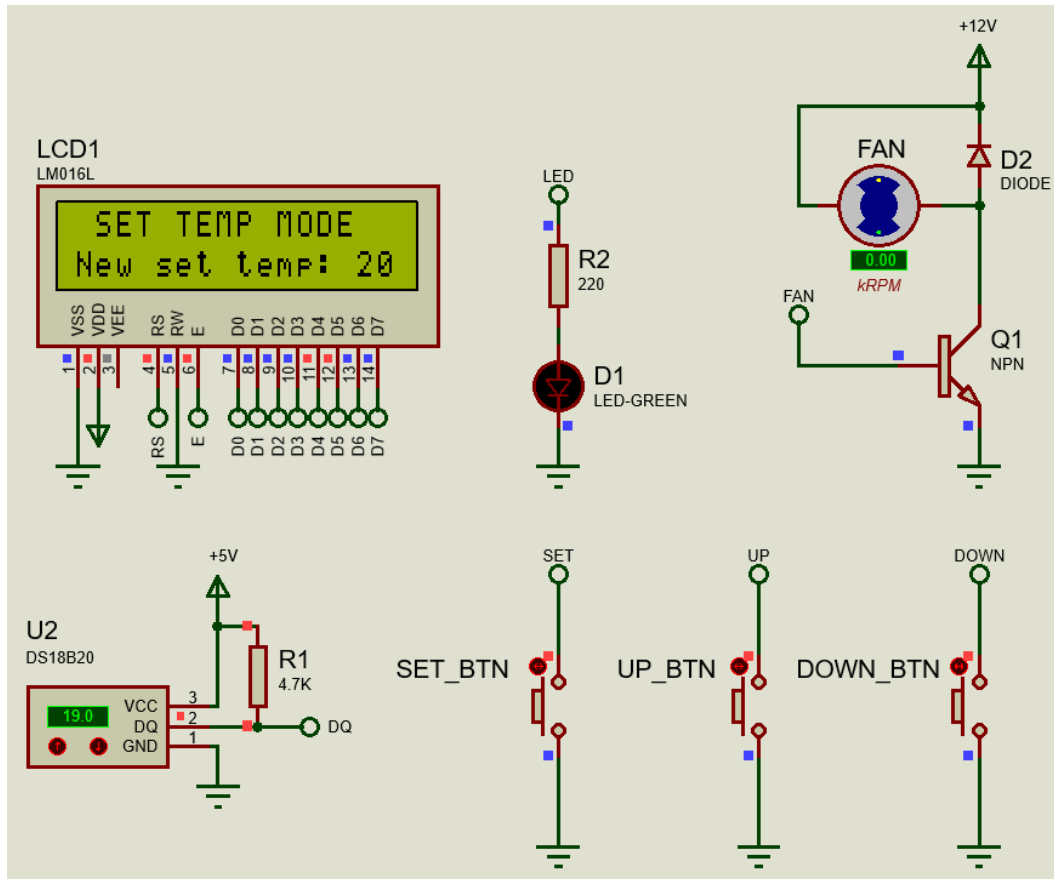 +12V
LCD1
LM016L
SET TEMP MODE
New set temp: 20
VSS VDD VEE RS RW E D0 D1 D2 D3 D4 D5 D6 D7
1 2 3 4 5 6 7 8 9 10 11 12 13 14
RS E D0 D1 D2 D3 D4 D5 D6 D7
LED
R2
220
D1
LED-GREEN
FAN
D2
DIODE
0.00
kRPM
FAN
Q1
NPN
+5V
U2
DS18B20
R1
4.7K
19.0
VCC 3
DQ 2
GND 1
DQ
SET
UP
DOWN
SET_BTN
UP_BTN
DOWN_BTN